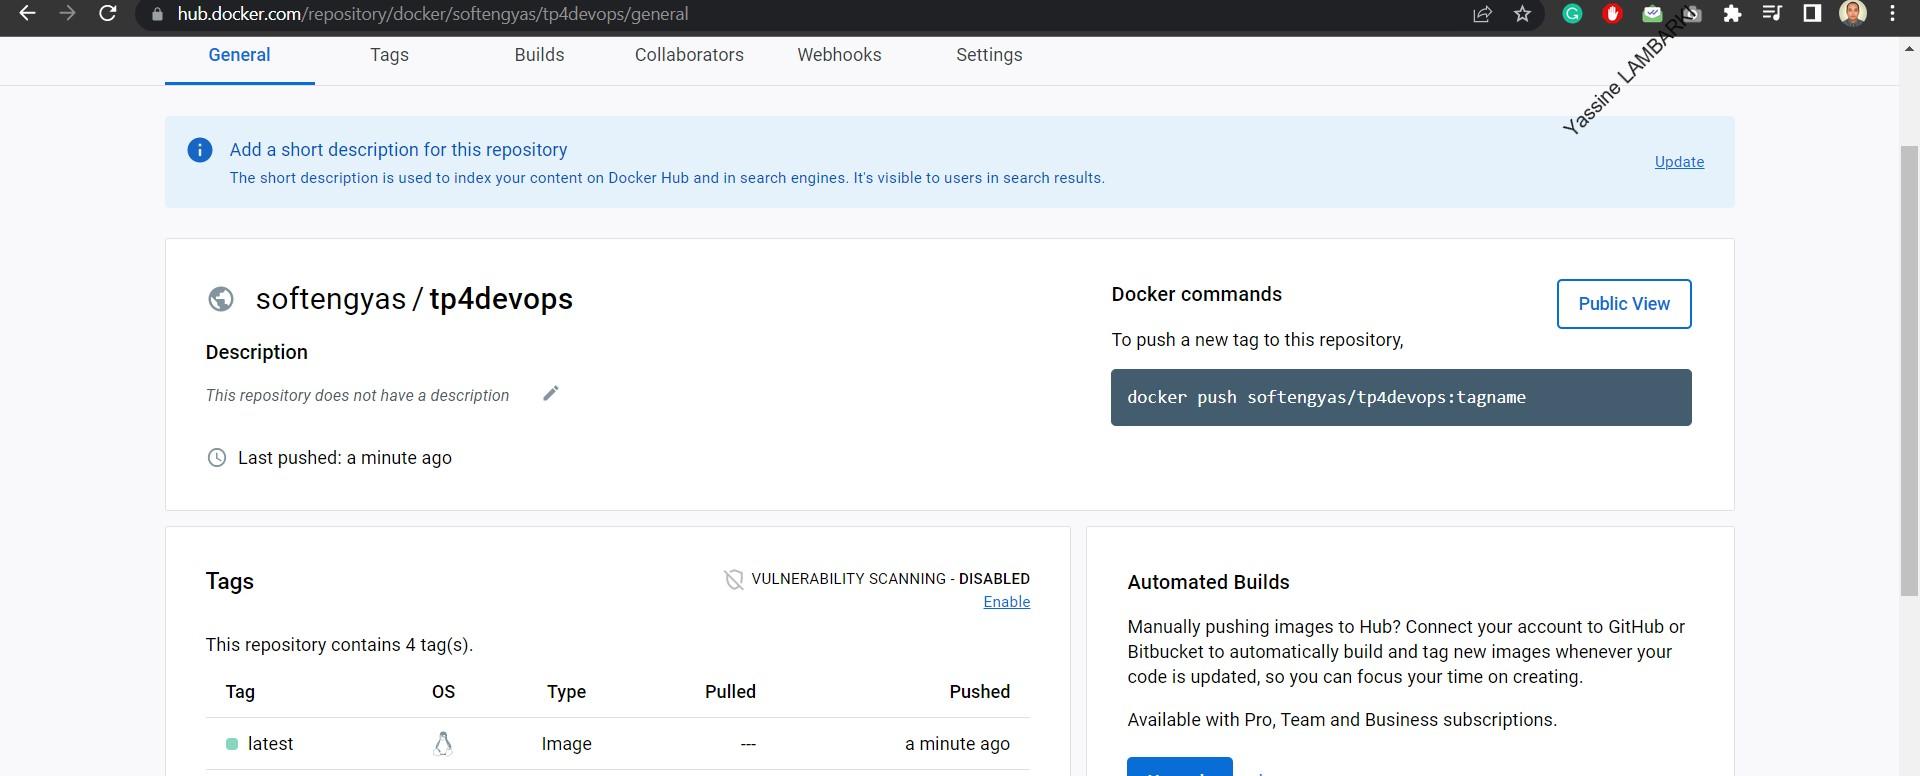 hub.docker.com/repository/docker/softengyas/tp4devops/general
General Tags Builds Collaborators Webhooks Settings
Add a short description for this repository
The short description is used to index your content on Docker Hub and in search engines. It's visible to users in search results.
Update
softengyas / tp4devops
Description
This repository does not have a description
Last pushed: a minute ago
Docker commands
Public View
To push a new tag to this repository,
docker push softengyas/tp4devops:tagname
Tags
VULNERABILITY SCANNING - DISABLED
Enable
This repository contains 4 tag(s).
Tag OS Type Pulled Pushed
latest Image --- a minute ago
Automated Builds
Manually pushing images to Hub? Connect your account to GitHub or
Bitbucket to automatically build and tag new images whenever your
code is updated, so you can focus your time on creating.
Available with Pro, Team and Business subscriptions.
Yassine